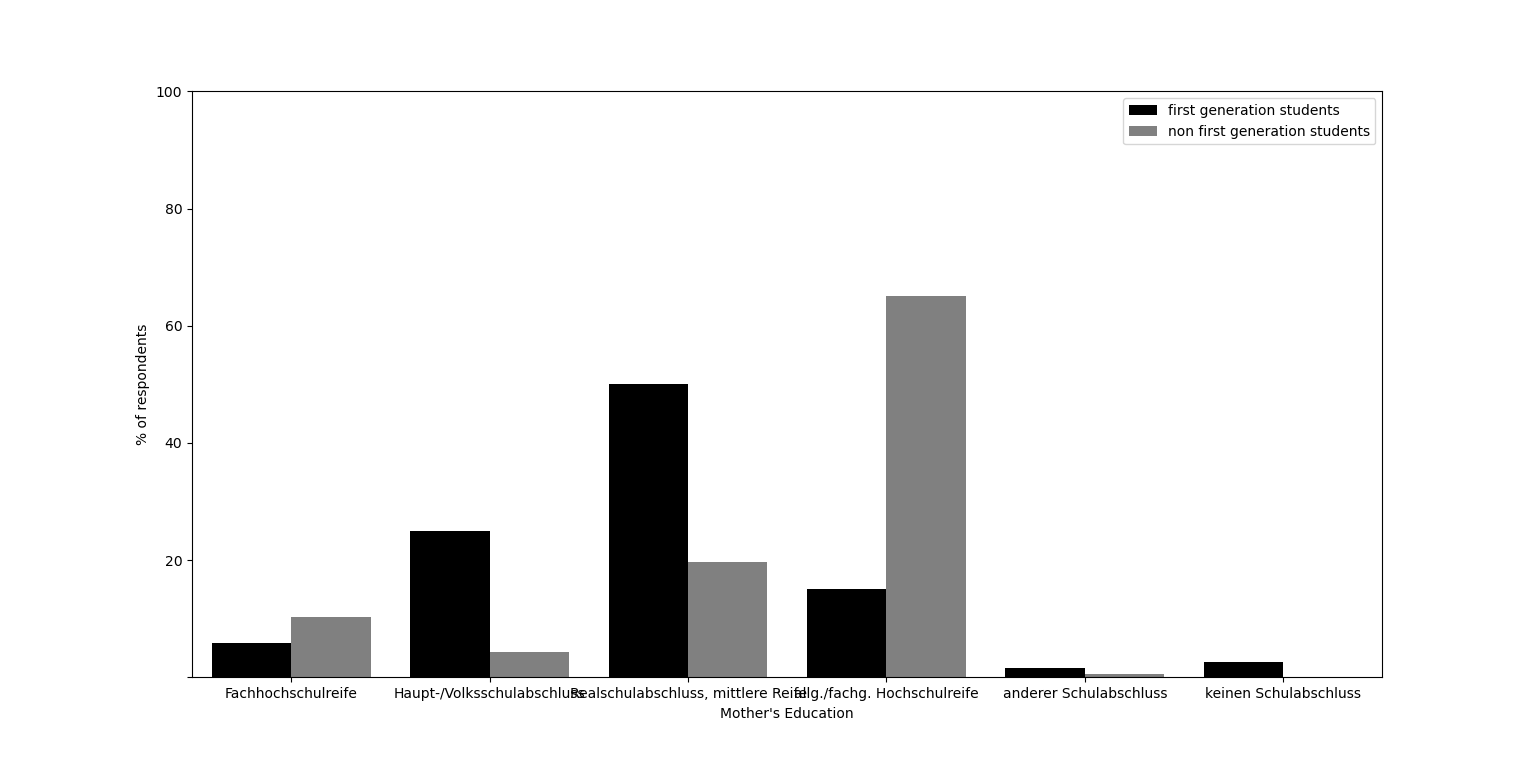 100
80
60
40
20
% of respondents
first generation students
non first generation students
Fachhochschulreife
Haupt-/Volksschulabschluss
Realschulabschluss, mittlere Reife
allg./fachg. Hochschulreife
anderer Schulabschluss
keinen Schulabschluss
Mother's Education